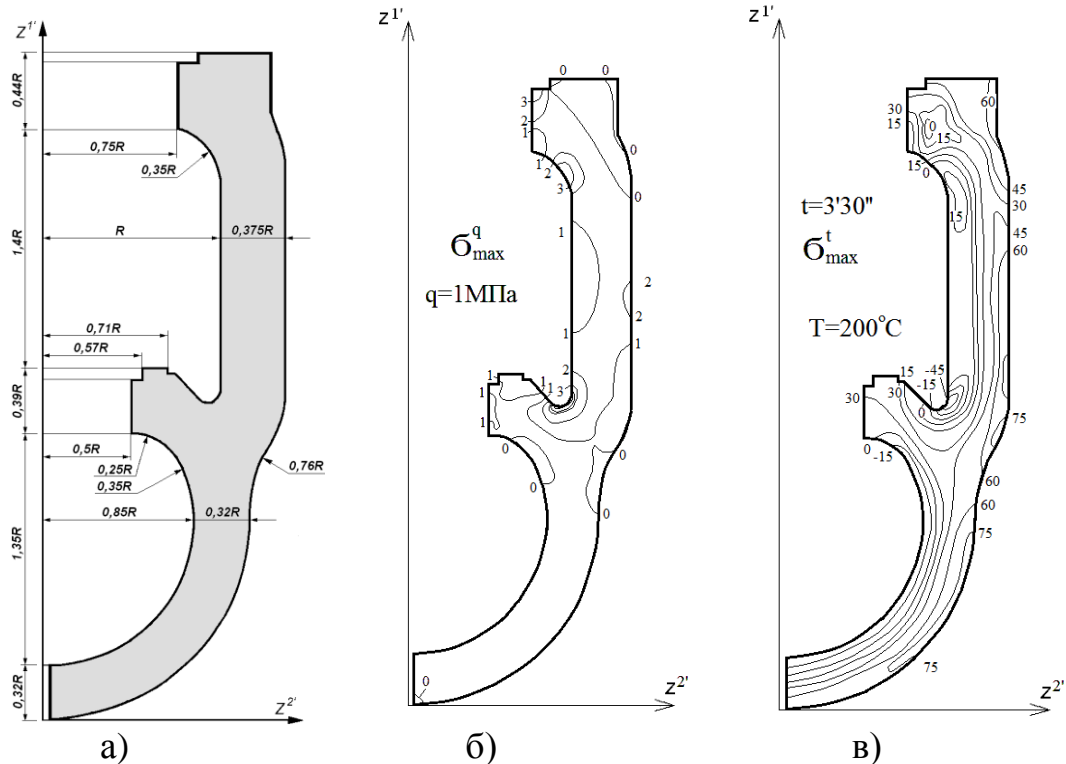 z1'
0,44R
0,75R
0,35R
1,4R
R
0,375R
0,71R
0,57R
0,39R
0,5R
0,25R
0,35R
0,76R
0,85R
0,32R
1,35R
0,32R
z2'
а)
z1'
0
0
3
2
1
0
1
2
3
0
1
бqmax
q=1МПа
2
2
1
1
2
1
1
1
3
1
1
0
0
0
0
0
z2'
б)
z1'
30
15
60
0
15
15
0
45
30
15
t=3'30"
45
60
бtmax
T=200°C
15
-45
-15
30
30
0
75
0
-15
60
60
75
75
z2'
в)